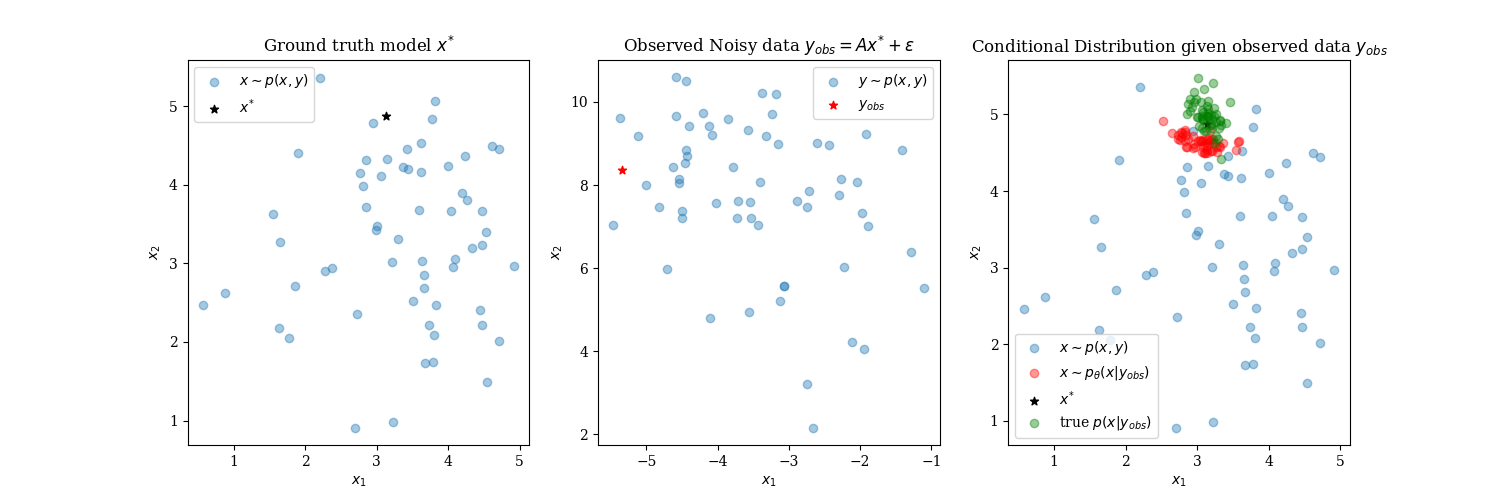 Ground truth model x*
x ~ p(x, y)
x*
5
4
3
2
1
x₂
1 2 3 4 5
x₁
Observed Noisy data y_obs = Ax* + ε
y ~ p(x, y)
y_obs
10
8
6
4
2
x₂
−5 −4 −3 −2 −1
x₁
Conditional Distribution given observed data y_obs
5
4
3
2
1
x₂
x ~ p(x, y)
x ~ p_θ(x|y_obs)
x*
true p(x|y_obs)
1 2 3 4 5
x₁